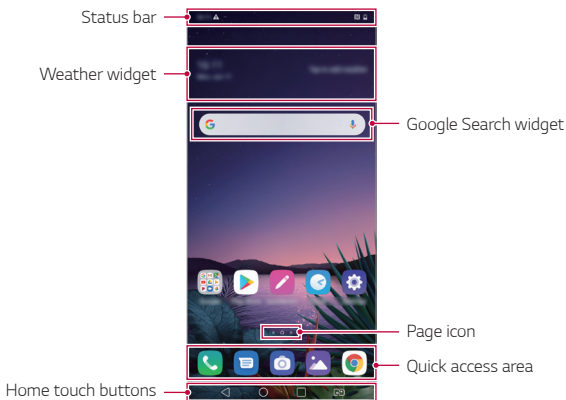 Status bar
Weather widget
Google Search widget
Page icon
Quick access area
Home touch buttons